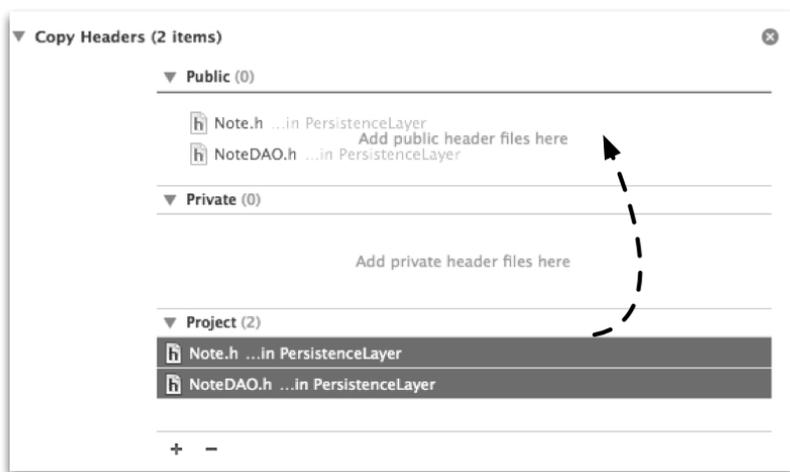 Copy Headers (2 items)
Public (0)
Note.h ...in PersistenceLayer
Add public header files here
NoteDAO.h ...in PersistenceLayer
Private (0)
Add private header files here
Project (2)
h Note.h ...in PersistenceLayer
h NoteDAO.h ...in PersistenceLayer